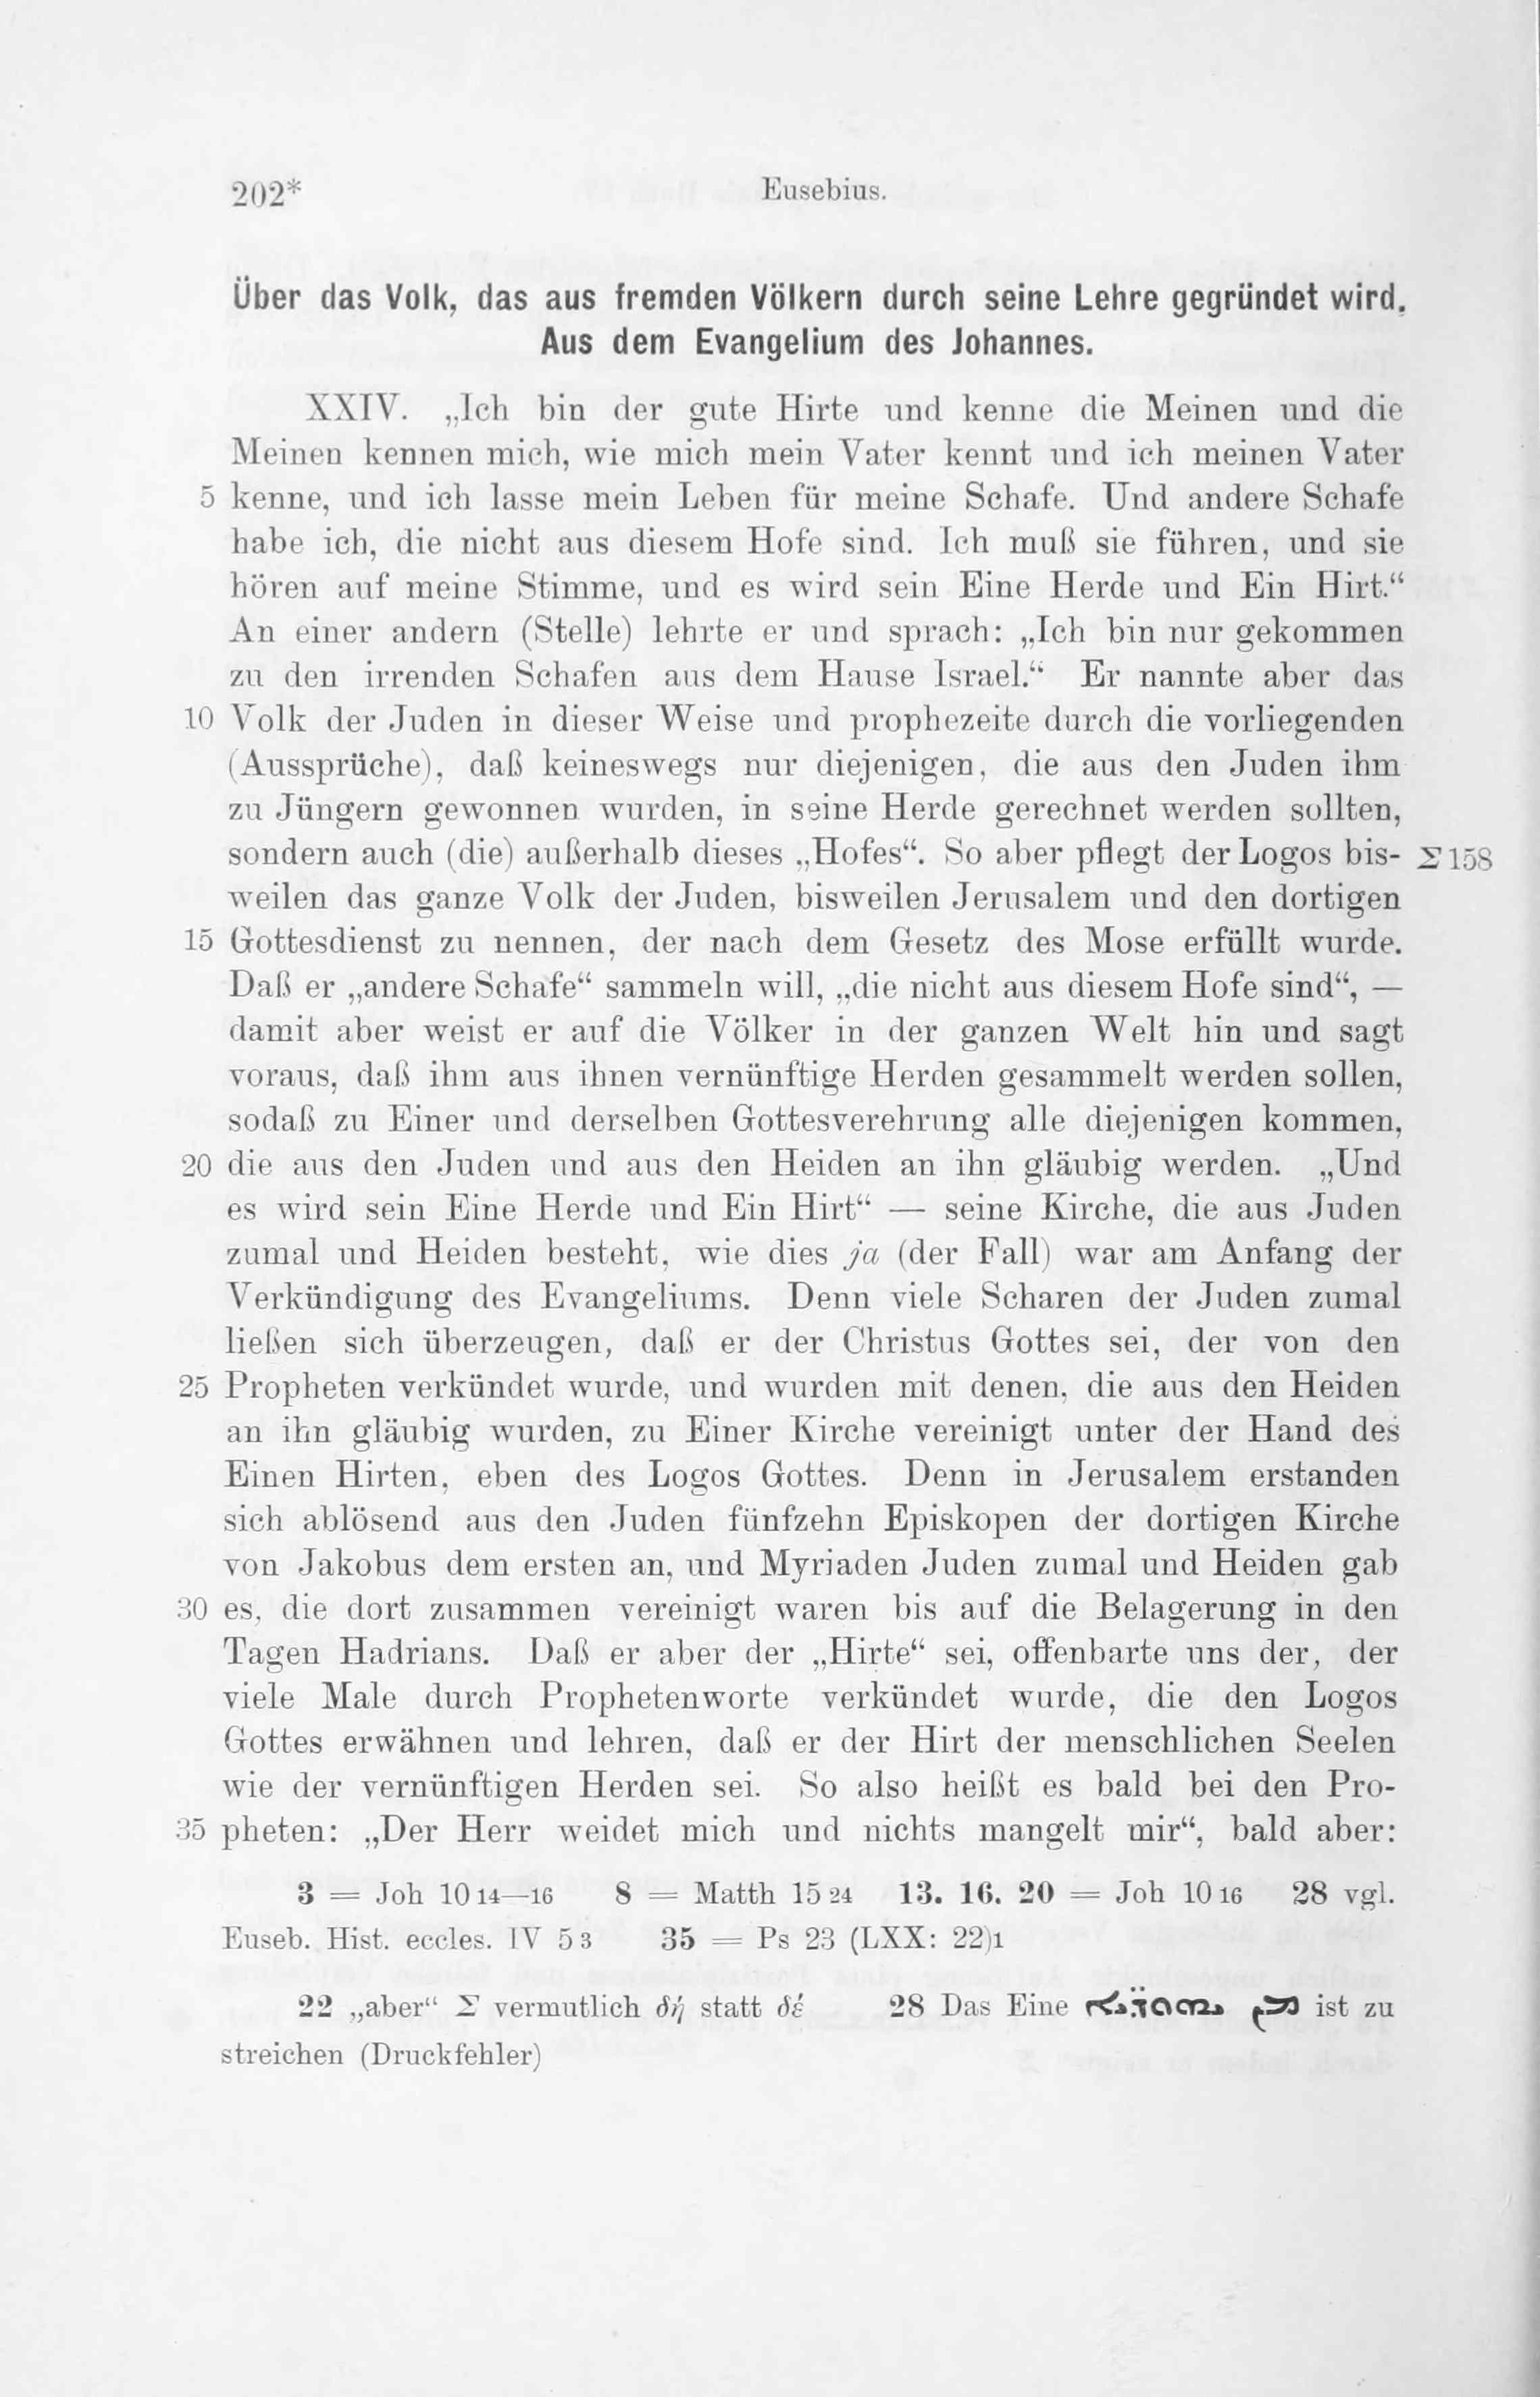 202*
Eusebius.
Über das Volk, das aus fremden Völkern durch seine Lehre gegründet wird.
Aus dem Evangelium des Johannes.
XXIV. „Ich bin der gute Hirte und kenne die Meinen und die
Meinen kennen mich, wie mich mein Vater kennt und ich meinen Vater
5 kenne, und ich lasse mein Leben für meine Schafe. Und andere Schafe
habe ich, die nicht aus diesem Hofe sind. Ich muß sie führen, und sie
hören auf meine Stimme, und es wird sein Eine Herde und Ein Hirt.“
An einer andern (Stelle) lehrte er und sprach: „Ich bin nur gekommen
zu den irrenden Schafen aus dem Hause Israel.“ Er nannte aber das
10 Volk der Juden in dieser Weise und prophezeite durch die vorliegenden
(Aussprüche), daß keineswegs nur diejenigen, die aus den Juden ihm
zu Jüngern gewonnen wurden, in seine Herde gerechnet werden sollten,
sondern auch (die) außerhalb dieses „Hofes“. So aber pflegt der Logos bis- Σ 158
weilen das ganze Volk der Juden, bisweilen Jerusalem und den dortigen
15 Gottesdienst zu nennen, der nach dem Gesetz des Mose erfüllt wurde.
Daß er „andere Schafe“ sammeln will, „die nicht aus diesem Hofe sind“, —
damit aber weist er auf die Völker in der ganzen Welt hin und sagt
voraus, daß ihm aus ihnen vernünftige Herden gesammelt werden sollen,
sodaß zu Einer und derselben Gottesverehrung alle diejenigen kommen,
20 die aus den Juden und aus den Heiden an ihn gläubig werden. „Und
es wird sein Eine Herde und Ein Hirt“ — seine Kirche, die aus Juden
zumal und Heiden besteht, wie dies ja (der Fall) war am Anfang der
Verkündigung des Evangeliums. Denn viele Scharen der Juden zumal
ließen sich überzeugen, daß er der Christus Gottes sei, der von den
25 Propheten verkündet wurde, und wurden mit denen, die aus den Heiden
an ihn gläubig wurden, zu Einer Kirche vereinigt unter der Hand des
Einen Hirten, eben des Logos Gottes. Denn in Jerusalem erstanden
sich ablösend aus den Juden fünfzehn Episkopen der dortigen Kirche
von Jakobus dem ersten an, und Myriaden Juden zumal und Heiden gab
30 es, die dort zusammen vereinigt waren bis auf die Belagerung in den
Tagen Hadrians. Daß er aber der „Hirte“ sei, offenbarte uns der, der
viele Male durch Prophetenworte verkündet wurde, die den Logos
Gottes erwähnen und lehren, daß er der Hirt der menschlichen Seelen
wie der vernünftigen Herden sei. So also heißt es bald bei den Pro-
35 pheten: „Der Herr weidet mich und nichts mangelt mir“, bald aber:
3 = Joh 10 14—16 8 = Matth 15 24 13. 16. 20 = Joh 10 16 28 vgl.
Euseb. Hist. eccles. IV 5 3 35 = Ps 23 (LXX: 22) 1
22 „aber“ Σ vermutlich δή statt δέ 28 Das Eine ܡܢ ܝܗܘܕ̈ܝܐ ist zu
streichen (Druckfehler)